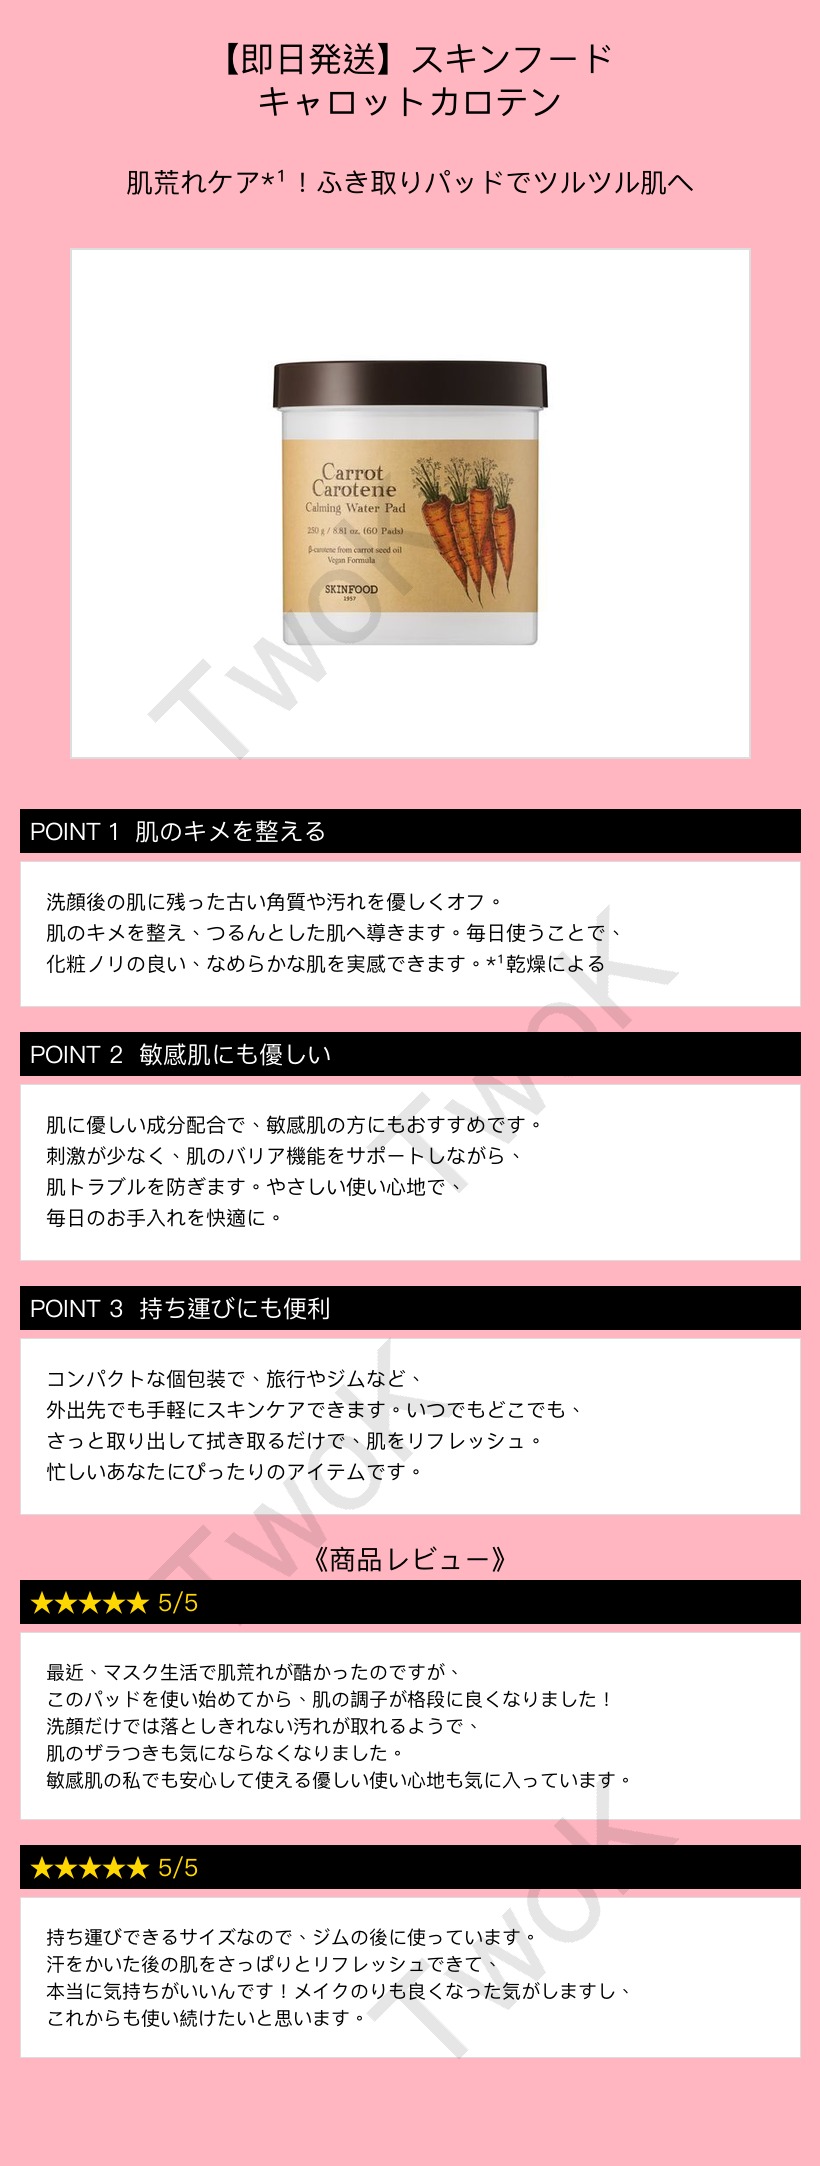 【即日発送】スキンフード
キャロットカロテン
肌荒れケア*¹！ふき取りパッドでツルツル肌へ
Carrot
Carotene
Calming Water Pad
250 g / 8.81 oz. (60 Pads)
β-carotene from carrot seed oil
Vegan Formula
SKINFOOD
1957
TwoK
POINT 1 肌のキメを整える
洗顔後の肌に残った古い角質や汚れを優しくオフ。
肌のキメを整え、つるんとした肌へ導きます。毎日使うことで、
化粧ノリの良い、なめらかな肌を実感できます。*¹乾燥による
TwoK
POINT 2 敏感肌にも優しい
肌に優しい成分配合で、敏感肌の方にもおすすめです。
刺激が少なく、肌のバリア機能をサポートしながら、
肌トラブルを防ぎます。やさしい使い心地で、
毎日のお手入れを快適に。
POINT 3 持ち運びにも便利
コンパクトな個包装で、旅行やジムなど、
外出先でも手軽にスキンケアできます。いつでもどこでも、
さっと取り出して拭き取るだけで、肌をリフレッシュ。
忙しいあなたにぴったりのアイテムです。
TwoK
《商品レビュー》
★★★★★ 5/5
最近、マスク生活で肌荒れが酷かったのですが、
このパッドを使い始めてから、肌の調子が格段に良くなりました！
洗顔だけでは落としきれない汚れが取れるようで、
肌のザラつきも気にならなくなりました。
敏感肌の私でも安心して使える優しい使い心地も気に入っています。
★★★★★ 5/5
TwoK
持ち運びできるサイズなので、ジムの後に使っています。
汗をかいた後の肌をさっぱりとリフレッシュできて、
本当に気持ちがいいんです！メイクのりも良くなった気がしますし、
これからも使い続けたいと思います。